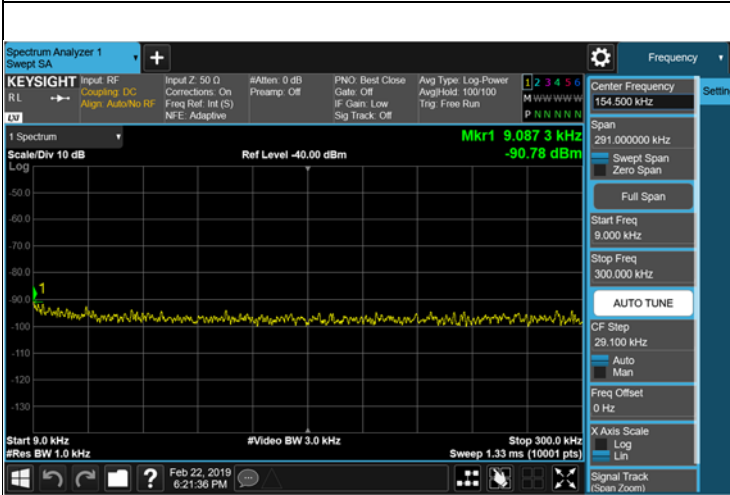 Spectrum Analyzer 1
Swept SA
Frequency
KEYSIGHT
RL
LXI
Input: RF
Coupling: DC
Align: Auto/No RF
Input Z: 50 Ω
Corrections: On
Freq Ref: Int (S)
NFE: Adaptive
#Atten: 0 dB
Preamp: Off
PNO: Best Close
Gate: Off
IF Gain: Low
Sig Track: Off
Avg Type: Log-Power
Avg|Hold: 100/100
Trig: Free Run
1 2 3 4 5 6
M W W W W W
P N N N N N
1 Spectrum
Scale/Div 10 dB
Log
Ref Level -40.00 dBm
Mkr1 9.087 3 kHz
-90.78 dBm
-50.0
-60.0
-70.0
-80.0
-90.0
-100
-110
-120
-130
1
Start 9.0 kHz
#Res BW 1.0 kHz
#Video BW 3.0 kHz
Stop 300.0 kHz
Sweep 1.33 ms (10001 pts)
Center Frequency
154.500 kHz
Span
291.000000 kHz
Swept Span
Zero Span
Full Span
Start Freq
9.000 kHz
Stop Freq
300.000 kHz
AUTO TUNE
CF Step
29.100 kHz
Auto
Man
Freq Offset
0 Hz
X Axis Scale
Log
Lin
Signal Track
(Span Zoom)
Settin
?
Feb 22, 2019
6:21:36 PM